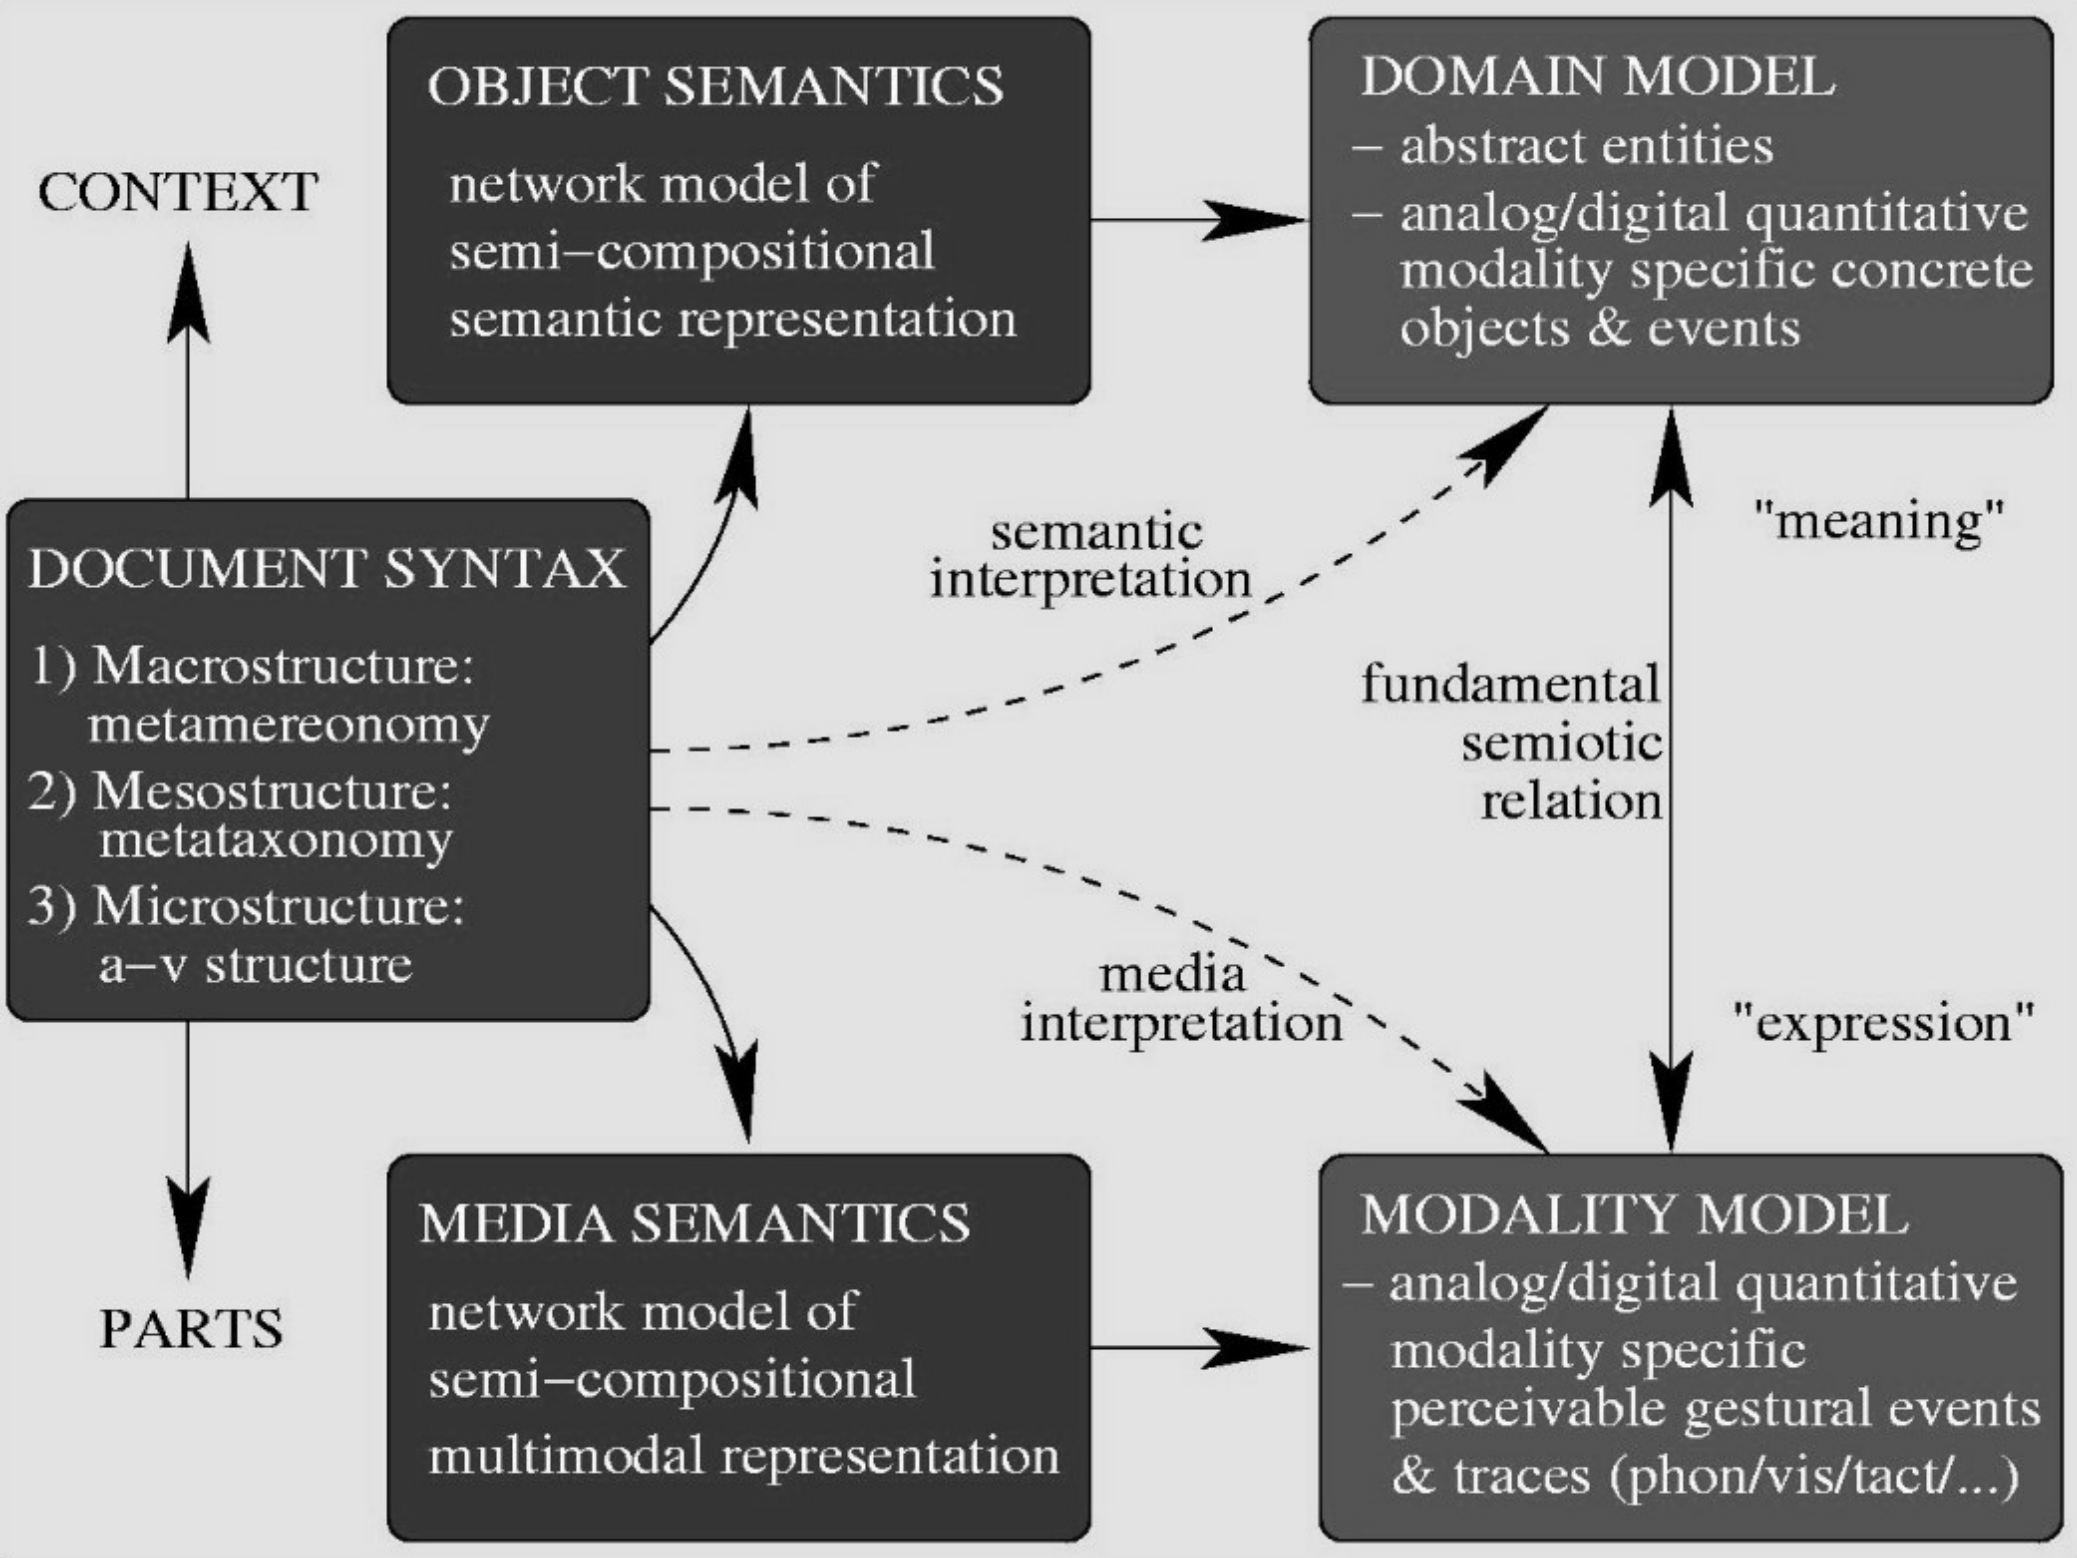 OBJECT SEMANTICS
network model of
semi–compositional
semantic representation
DOMAIN MODEL
– abstract entities
– analog/digital quantitative
modality specific concrete
objects & events
CONTEXT
DOCUMENT SYNTAX
1) Macrostructure:
metamereonomy
2) Mesostructure:
metataxonomy
3) Microstructure:
a–v structure
PARTS
semantic
interpretation
media
interpretation
"meaning"
fundamental
semiotic
relation
"expression"
MEDIA SEMANTICS
network model of
semi–compositional
multimodal representation
MODALITY MODEL
– analog/digital quantitative
modality specific
perceivable gestural events
& traces (phon/vis/tact/...)